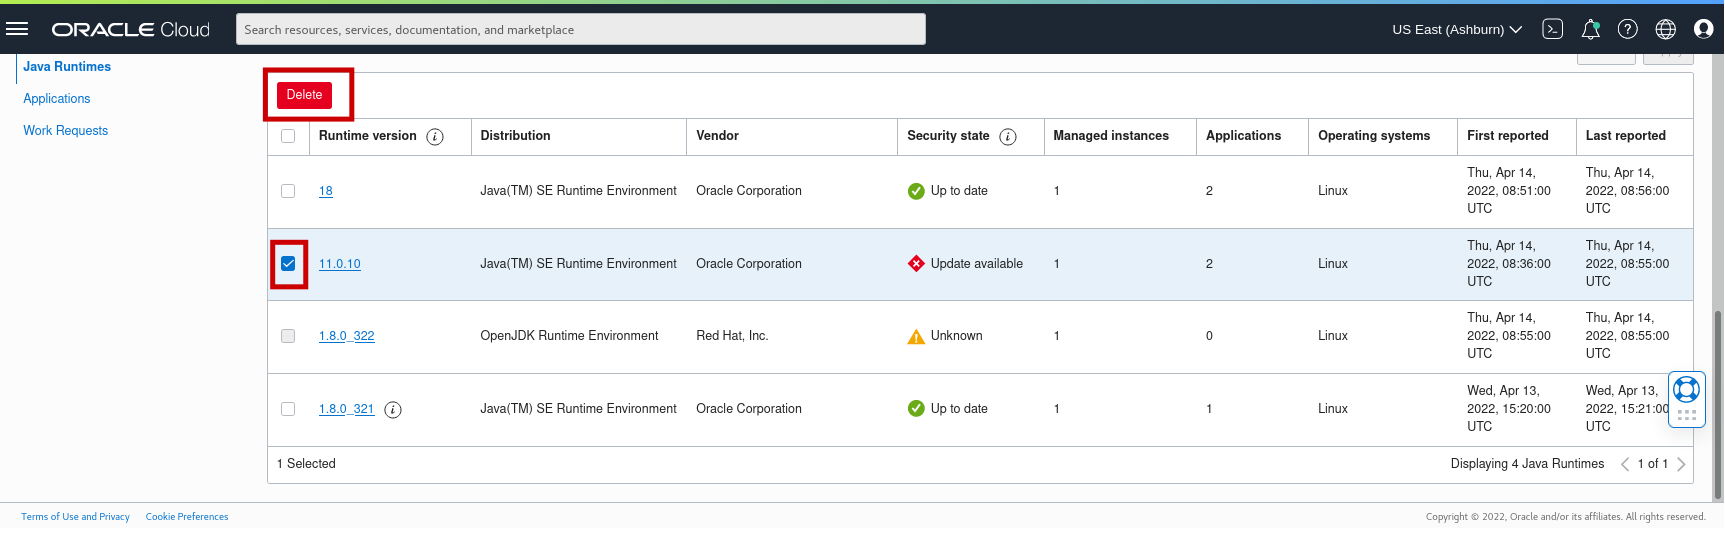 ORACLE Cloud
Search resources, services, documentation, and marketplace
US East (Ashburn)
Java Runtimes
Applications
Work Requests
Delete
Runtime version Distribution Vendor Security state Managed instances Applications Operating systems First reported Last reported
18 Java(TM) SE Runtime Environment Oracle Corporation Up to date 1 2 Linux
Thu, Apr 14,
2022, 08:51:00
UTC
Thu, Apr 14,
2022, 08:56:00
UTC
11.0.10 Java(TM) SE Runtime Environment Oracle Corporation Update available 1 2 Linux
Thu, Apr 14,
2022, 08:36:00
UTC
Thu, Apr 14,
2022, 08:55:00
UTC
1.8.0_322 OpenJDK Runtime Environment Red Hat, Inc. Unknown 1 0 Linux
Thu, Apr 14,
2022, 08:55:00
UTC
Thu, Apr 14,
2022, 08:55:00
UTC
1.8.0_321 Java(TM) SE Runtime Environment Oracle Corporation Up to date 1 1 Linux
Wed, Apr 13,
2022, 15:20:00
UTC
Wed, Apr 13,
2022, 15:21:00
UTC
1 Selected
Displaying 4 Java Runtimes 1 of 1
Terms of Use and Privacy Cookie Preferences
Copyright © 2022, Oracle and/or its affiliates. All rights reserved.